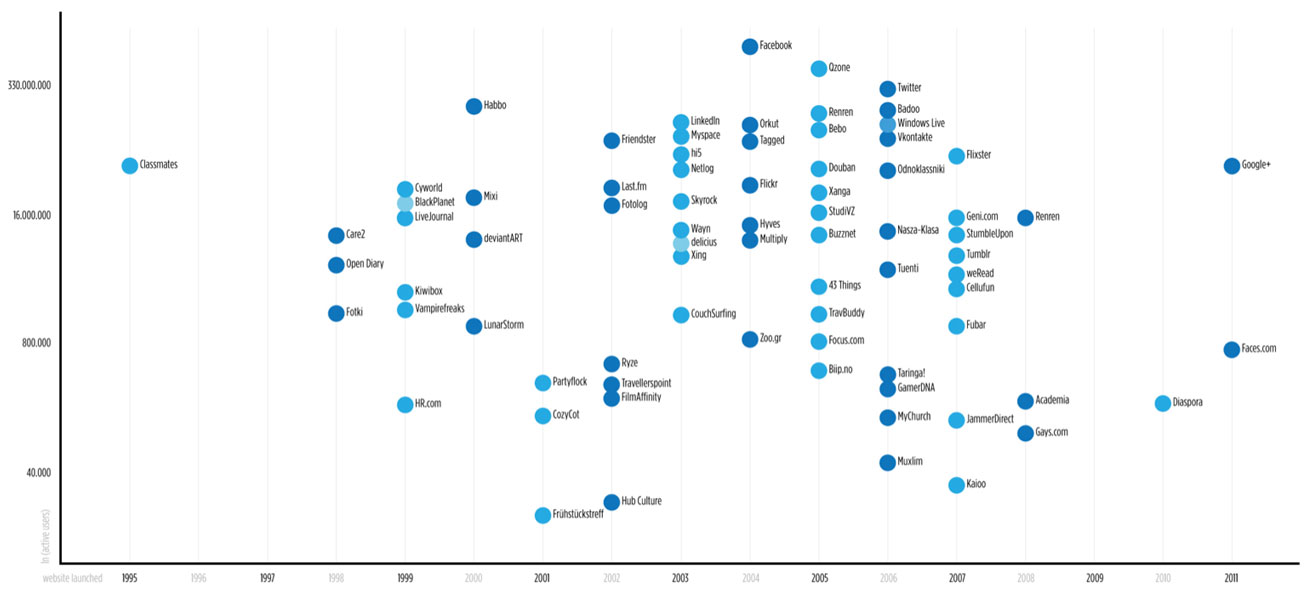 330.000.000
16.000.000
800.000
40.000
ln (active users)
Classmates
Care2
Open Diary
Fotki
Cyworld
BlackPlanet
LiveJournal
Kiwibox
Vampirefreaks
HR.com
Habbo
Mixi
deviantART
LunarStorm
Partyflock
CozyCot
Frühstückstreff
Friendster
Last.fm
Fotolog
Ryze
Travellerspoint
FilmAffinity
Hub Culture
LinkedIn
Myspace
hi5
Netlog
Skyrock
Wayn
delicius
Xing
CouchSurfing
Facebook
Orkut
Tagged
Flickr
Hyves
Multiply
Zoo.gr
Qzone
Renren
Bebo
Douban
Xanga
StudiVZ
Buzznet
43 Things
TravBuddy
Focus.com
Biip.no
Twitter
Badoo
Windows Live
Vkontakte
Odnoklassniki
Nasza-Klasa
Tuenti
Taringa!
GamerDNA
MyChurch
Muxlim
Flixster
Geni.com
StumbleUpon
Tumblr
weRead
Cellufun
Fubar
JammerDirect
Kaioo
Renren
Academia
Gays.com
Diaspora
Google+
Faces.com
website launched 1995 1996 1997 1998 1999 2000 2001 2002 2003 2004 2005 2006 2007 2008 2009 2010 2011